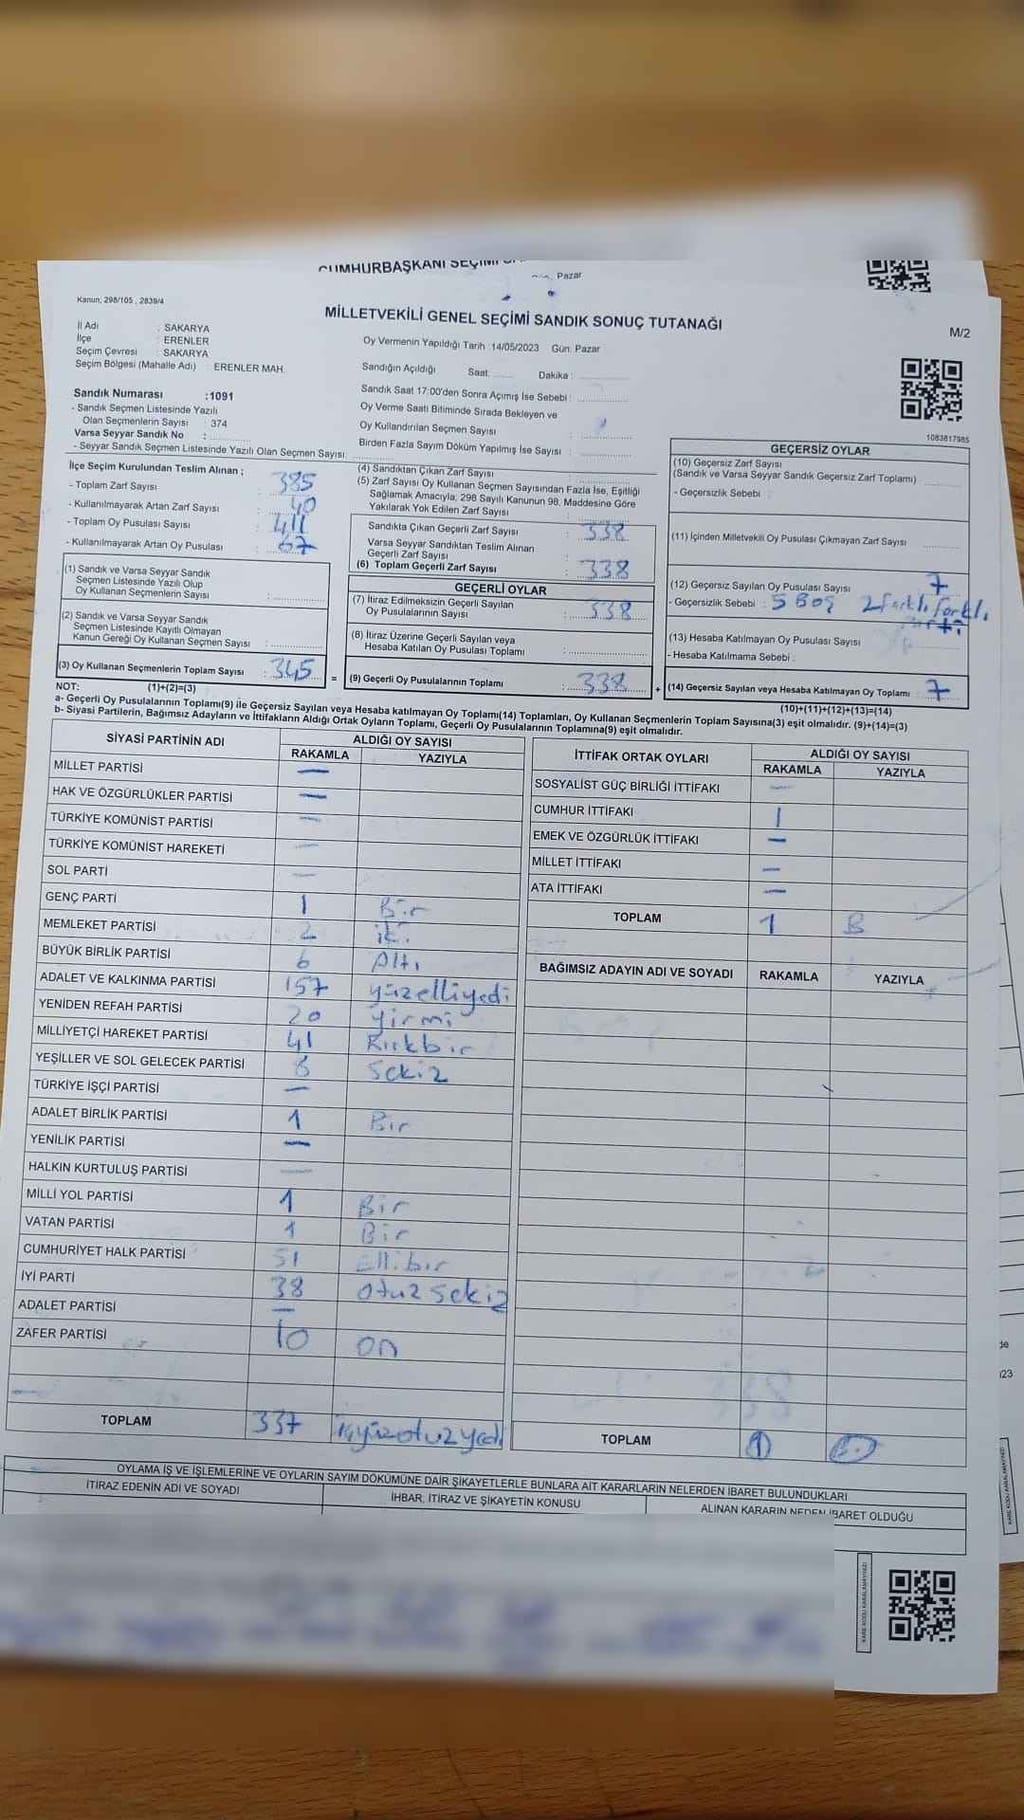 CUMHURBAŞKANI SEÇİMİ
Pazar
Kanun; 298/105 , 2839/4
MİLLETVEKİLİ GENEL SEÇİMİ SANDIK SONUÇ TUTANAĞI
M/2
İl Adı : SAKARYA
İlçe : ERENLER
Seçim Çevresi : SAKARYA
Seçim Bölgesi (Mahalle Adı) ERENLER MAH.
Oy Vermenin Yapıldığı Tarih :14/05/2023 Gün: Pazar
Sandığın Açıldığı Saat: Dakika :
Sandık Saat 17:00'den Sonra Açımış İse Sebebi :
Oy Verme Saati Bitiminde Sırada Bekleyen ve
Oy Kullandırılan Seçmen Sayısı :
Birden Fazla Sayım Döküm Yapılmış İse Sayısı :
1083817985
Sandık Numarası :1091
- Sandık Seçmen Listesinde Yazılı
Olan Seçmenlerin Sayısı : 374
Varsa Seyyar Sandık No :
- Seyyar Sandık Seçmen Listesinde Yazılı Olan Seçmen Sayısı:
İlçe Seçim Kurulundan Teslim Alınan ;
- Toplam Zarf Sayısı : 385
- Kullanılmayarak Artan Zarf Sayısı : 40
- Toplam Oy Pusulası Sayısı : 411
- Kullanılmayarak Artan Oy Pusulası : 67
(1) Sandık ve Varsa Seyyar Sandık
Seçmen Listesinde Yazılı Olup
Oy Kullanan Seçmenlerin Sayısı :
(2) Sandık ve Varsa Seyyar Sandık
Seçmen Listesinde Kayıtlı Olmayan
Kanun Gereği Oy Kullanan Seçmen Sayısı :
(3) Oy Kullanan Seçmenlerin Toplam Sayısı : 345 =
(4) Sandıktan Çıkan Zarf Sayısı
(5) Zarf Sayısı Oy Kullanan Seçmen Sayısından Fazla İse, Eşitliği
Sağlamak Amacıyla, 298 Sayılı Kanunun 98. Maddesine Göre
Yakılarak Yok Edilen Zarf Sayısı :
Sandıkta Çıkan Geçerli Zarf Sayısı : 338
Varsa Seyyar Sandıktan Teslim Alınan
Geçerli Zarf Sayısı :
(6) Toplam Geçerli Zarf Sayısı : 338
GEÇERLİ OYLAR
(7) İtiraz Edilmeksizin Geçerli Sayılan
Oy Pusulalarının Sayısı : 338
(8) İtiraz Üzerine Geçerli Sayılan veya
Hesaba Katılan Oy Pusulası Toplamı :
(9) Geçerli Oy Pusulalarının Toplamı : 338 +
GEÇERSİZ OYLAR
(10) Geçersiz Zarf Sayısı
(Sandık ve Varsa Seyyar Sandık Geçersiz Zarf Toplamı)
- Geçersizlik Sebebi :
(11) İçinden Milletvekili Oy Pusulası Çıkmayan Zarf Sayısı
(12) Geçersiz Sayılan Oy Pusulası Sayısı 7
- Geçersizlik Sebebi : 5 Boş 2 farklı farklı
parti
(13) Hesaba Katılmayan Oy Pusulası Sayısı
- Hesaba Katılmama Sebebi :
(14) Geçersiz Sayılan veya Hesaba Katılmayan Oy Toplamı : 7
NOT: (1)+(2)=(3)
(10)+(11)+(12)+(13)=(14)
a- Geçerli Oy Pusulalarının Toplamı(9) ile Geçersiz Sayılan veya Hesaba katılmayan Oy Toplamı(14) Toplamları, Oy Kullanan Seçmenlerin Toplam Sayısına(3) eşit olmalıdır. (9)+(14)=(3)
b- Siyasi Partilerin, Bağımsız Adayların ve İttifakların Aldığı Ortak Oyların Toplamı, Geçerli Oy Pusulalarının Toplamına(9) eşit olmalıdır.
SİYASİ PARTİNİN ADI ALDIĞI OY SAYISI
RAKAMLA YAZIYLA
MİLLET PARTİSİ —
HAK VE ÖZGÜRLÜKLER PARTİSİ —
TÜRKİYE KOMÜNİST PARTİSİ —
TÜRKİYE KOMÜNİST HAREKETİ —
SOL PARTİ —
GENÇ PARTİ 1 Bir
MEMLEKET PARTİSİ 2 iki
BÜYÜK BİRLİK PARTİSİ 6 Altı
ADALET VE KALKINMA PARTİSİ 157 yüzelliyedi
YENİDEN REFAH PARTİSİ 20 yirmi
MİLLİYETÇİ HAREKET PARTİSİ 41 Kırkbir
YEŞİLLER VE SOL GELECEK PARTİSİ 8 Sekiz
TÜRKİYE İŞÇİ PARTİSİ —
ADALET BİRLİK PARTİSİ 1 Bir
YENİLİK PARTİSİ —
HALKIN KURTULUŞ PARTİSİ —
MİLLİ YOL PARTİSİ 1 Bir
VATAN PARTİSİ 1 Bir
CUMHURİYET HALK PARTİSİ 51 Ellibir
İYİ PARTİ 38 otuzsekiz
ADALET PARTİSİ —
ZAFER PARTİSİ 10 on
TOPLAM 337 üçyüzotuzyedi
İTTİFAK ORTAK OYLARI ALDIĞI OY SAYISI
RAKAMLA YAZIYLA
SOSYALİST GÜÇ BİRLİĞİ İTTİFAKI —
CUMHUR İTTİFAKI 1
EMEK VE ÖZGÜRLÜK İTTİFAKI —
MİLLET İTTİFAKI —
ATA İTTİFAKI —
TOPLAM 1 B
BAĞIMSIZ ADAYIN ADI VE SOYADI RAKAMLA YAZIYLA
TOPLAM 1
OYLAMA İŞ VE İŞLEMLERİNE VE OYLARIN SAYIM DÖKÜMÜNE DAİR ŞİKAYETLERLE BUNLARA AİT KARARLARIN NELERDEN İBARET BULUNDUKLARI
İTİRAZ EDENİN ADI VE SOYADI İHBAR, İTİRAZ VE ŞİKAYETİN KONUSU ALINAN KARARIN NEDEN İBARET OLDUĞU